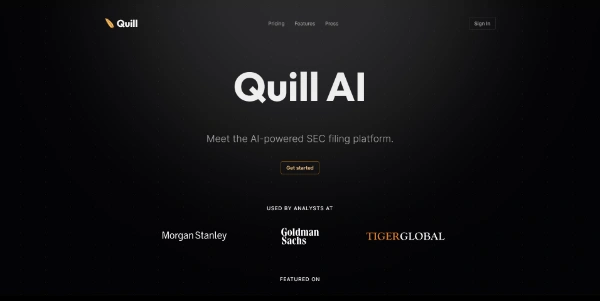 Quill
Pricing Features Press
Sign In
Quill AI
Meet the AI-powered SEC filing platform.
Get started
USED BY ANALYSTS AT
Morgan Stanley
Goldman
Sachs
TIGERGLOBAL
FEATURED ON